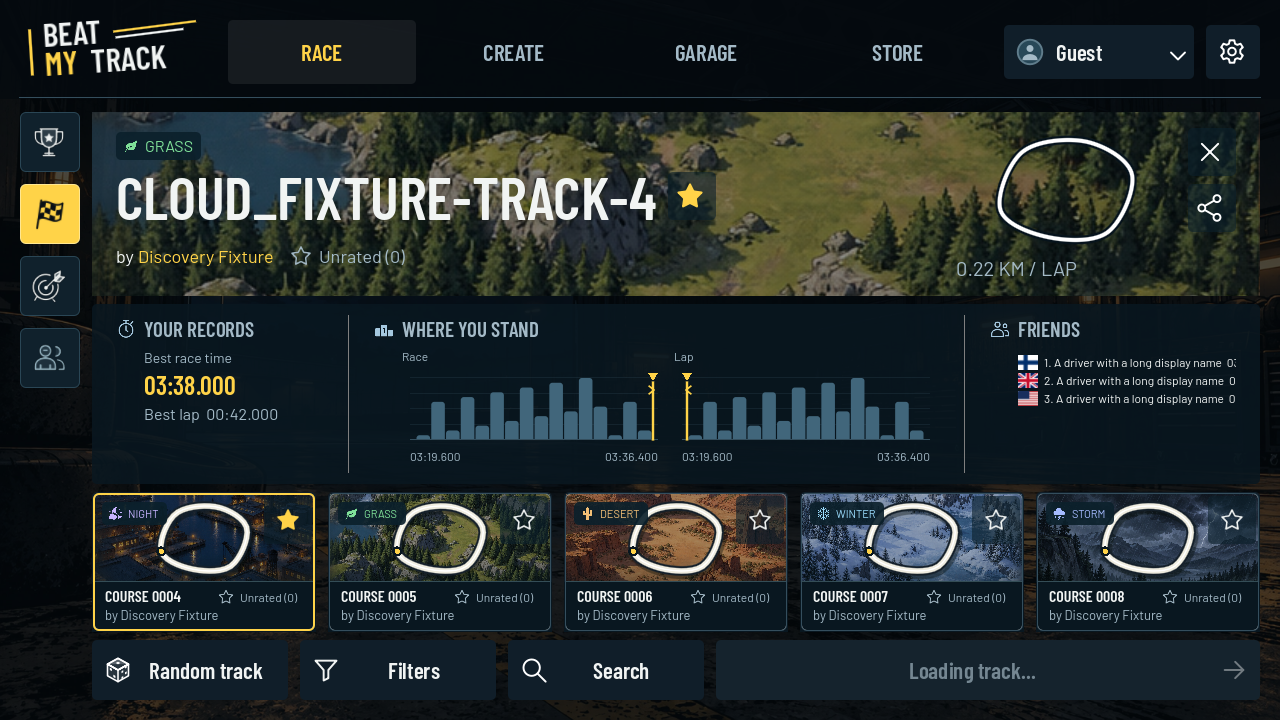 BEAT
MY TRACK
RACE
CREATE
GARAGE
STORE
Guest
GRASS
CLOUD_FIXTURE-TRACK-4
by Discovery Fixture
Unrated (0)
0.22 KM / LAP
YOUR RECORDS
Best race time
03:38.000
Best lap 00:42.000
WHERE YOU STAND
Race
03:19.600
03:36.400
Lap
03:19.600
03:36.400
FRIENDS
1. A driver with a long display name 03
2. A driver with a long display name 0
3. A driver with a long display name 0
NIGHT
COURSE 0004
Unrated (0)
by Discovery Fixture
GRASS
COURSE 0005
Unrated (0)
by Discovery Fixture
DESERT
COURSE 0006
Unrated (0)
by Discovery Fixture
WINTER
COURSE 0007
Unrated (0)
by Discovery Fixture
STORM
COURSE 0008
Unrated (0)
by Discovery Fixture
Random track
Filters
Search
Loading track...